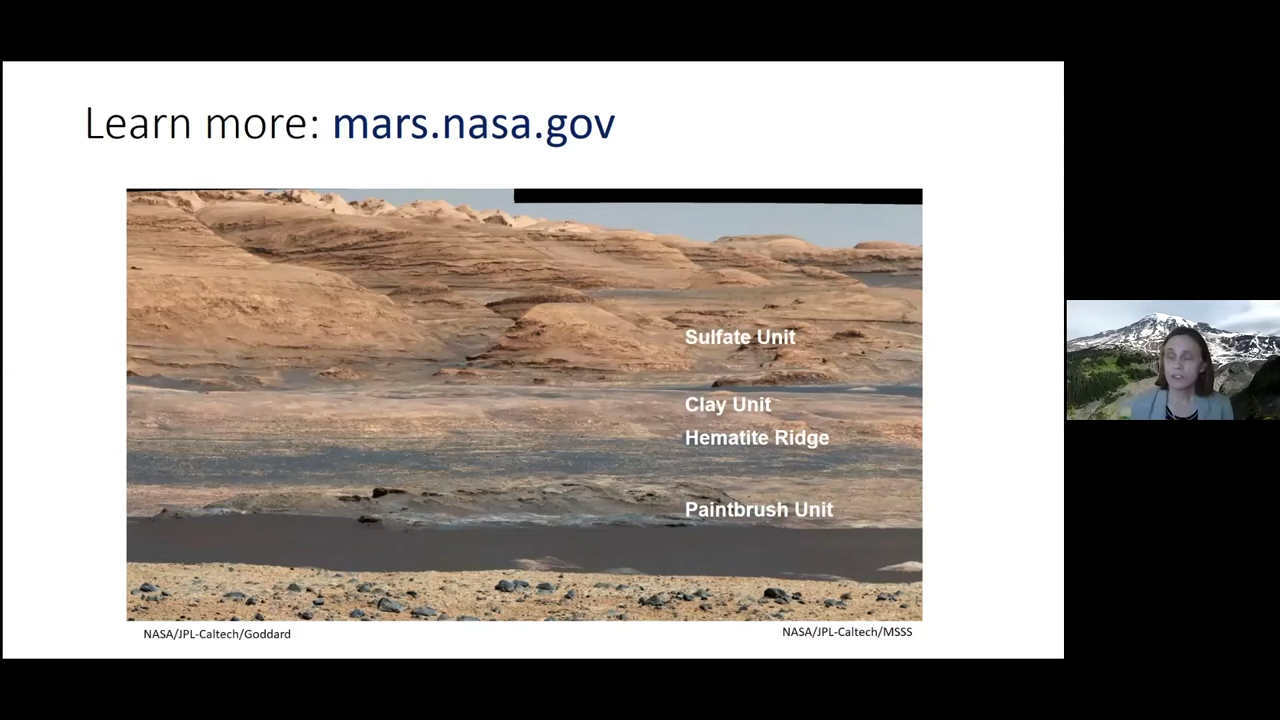 Learn more: mars.nasa.gov
Sulfate Unit
Clay Unit
Hematite Ridge
Paintbrush Unit
NASA/JPL-Caltech/Goddard
NASA/JPL-Caltech/MSSS